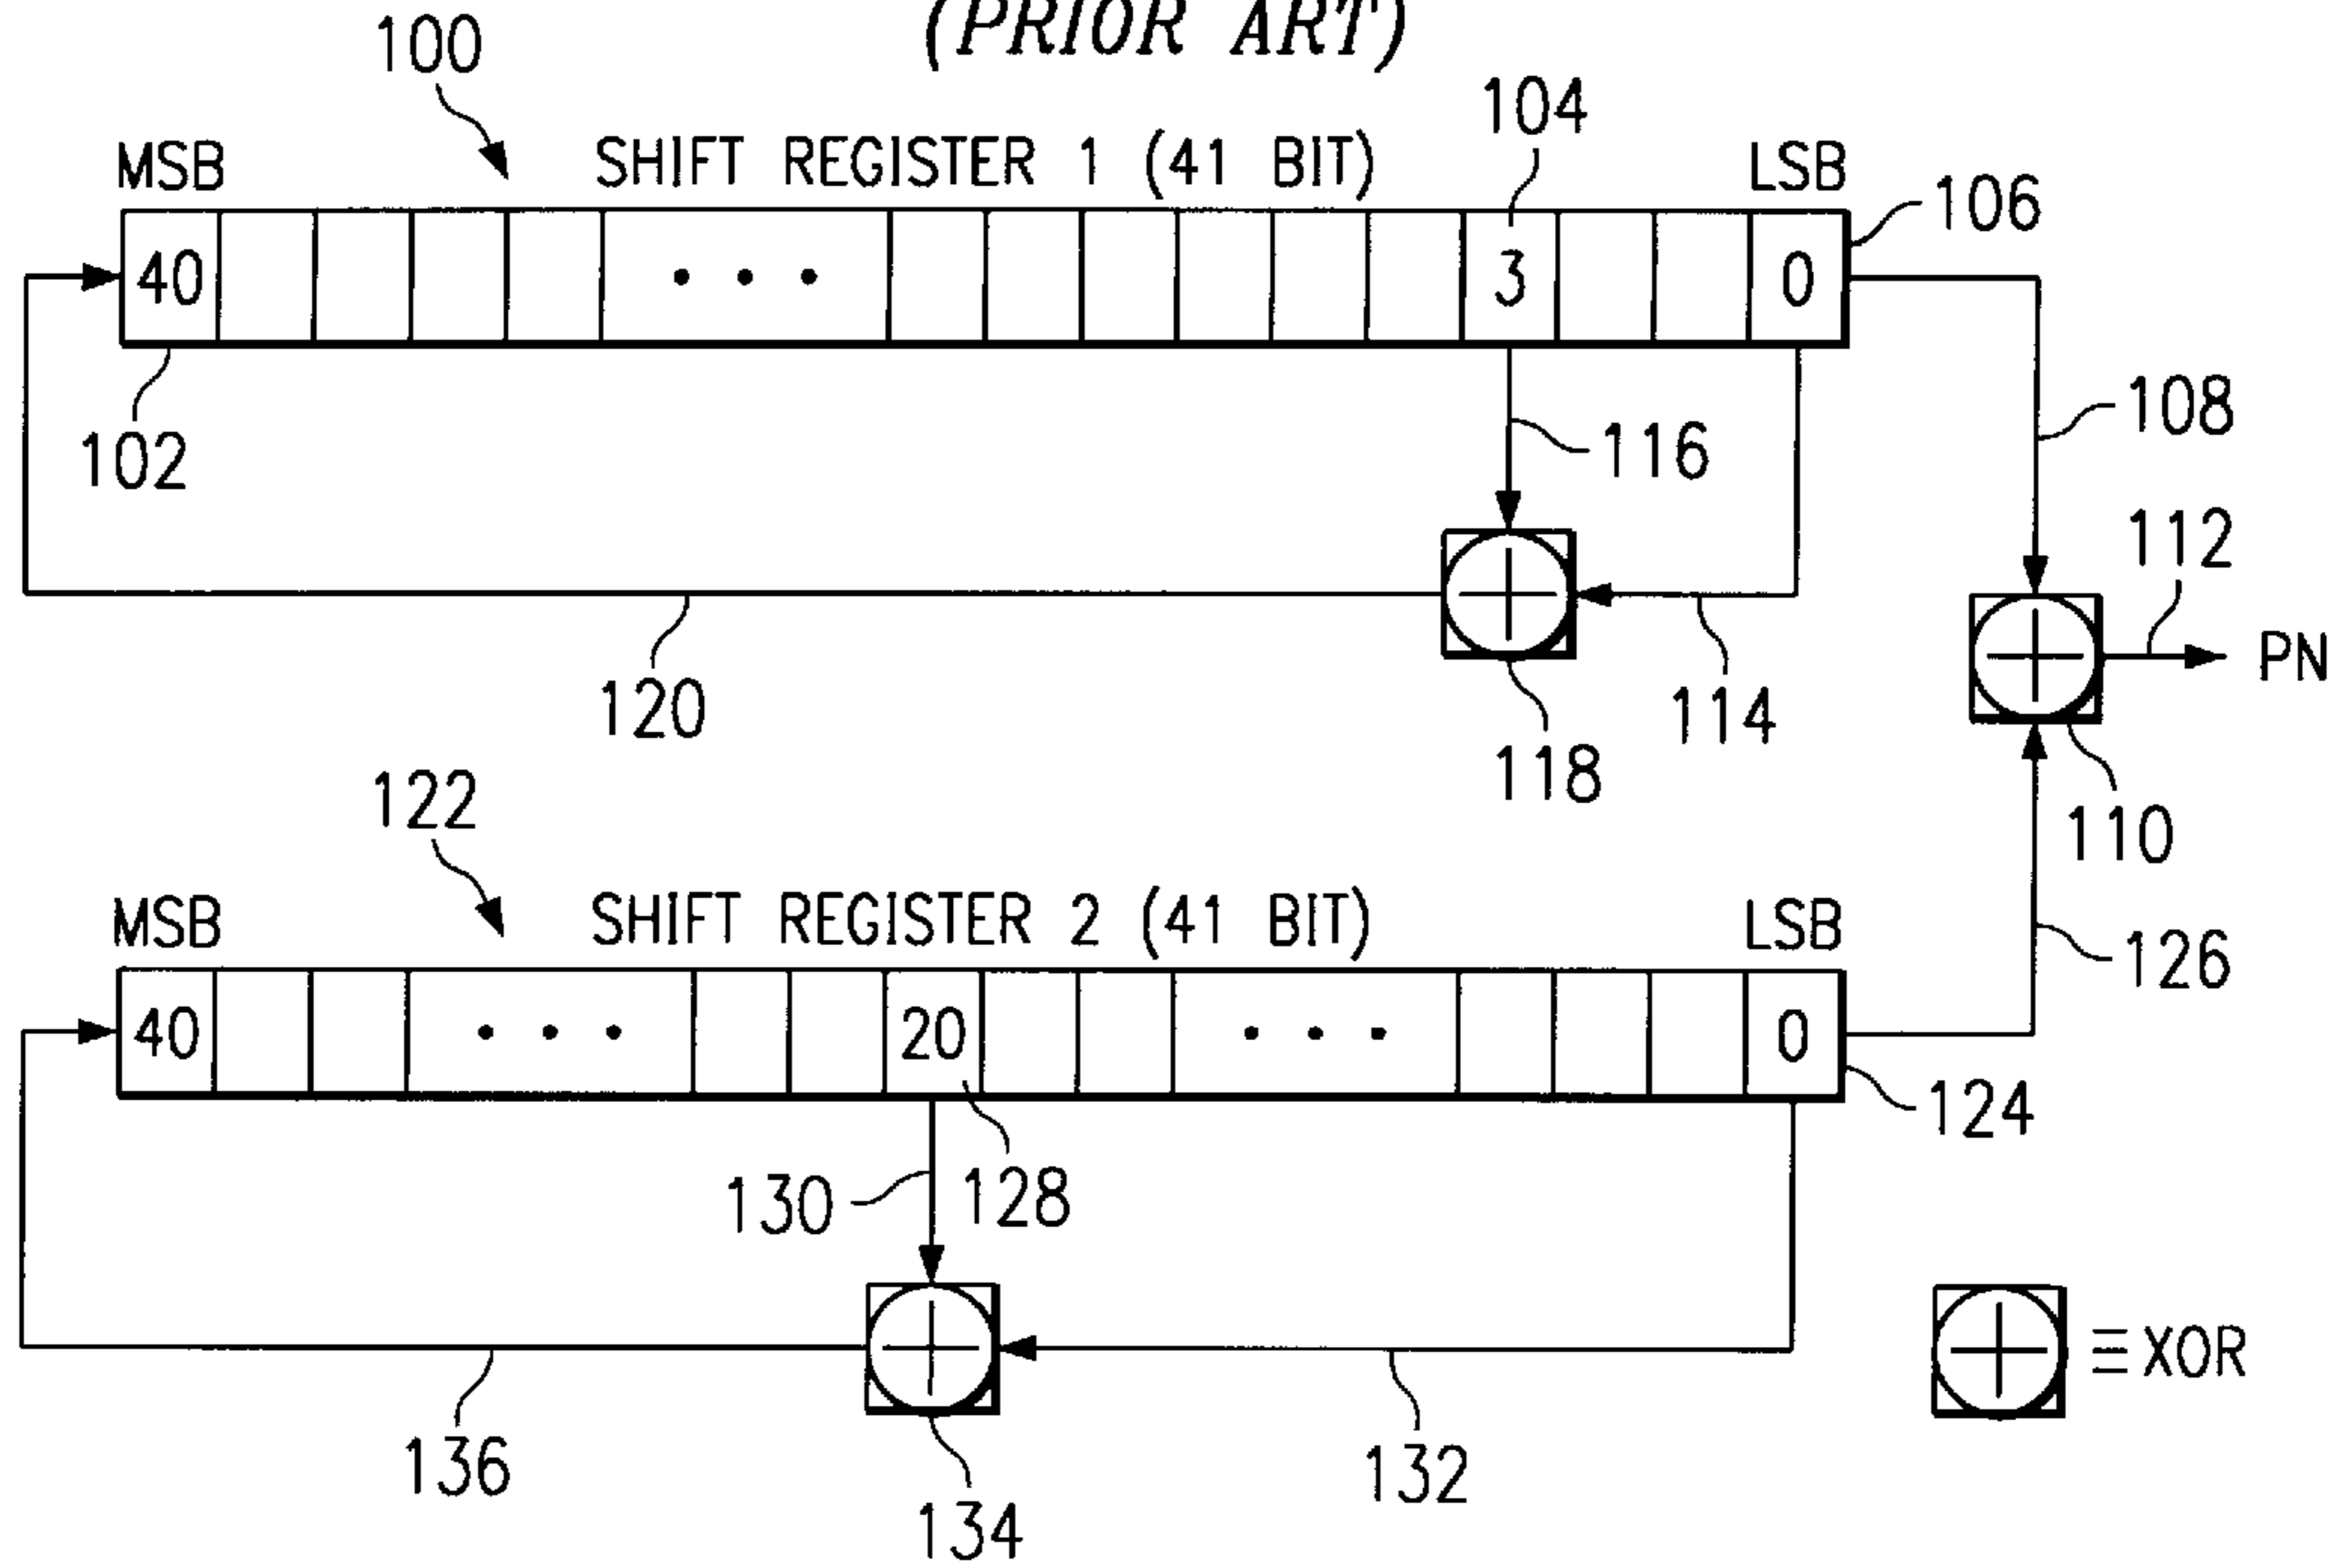 (PRIOR ART)
100
104
MSB SHIFT REGISTER 1 (41 BIT) LSB
106
40 • • • 3 0
102
116
108
112
PN
120
118
114
110
122
MSB SHIFT REGISTER 2 (41 BIT) LSB
126
40 • • • 20 • • • 0
124
130
128
≡XOR
136
134
132